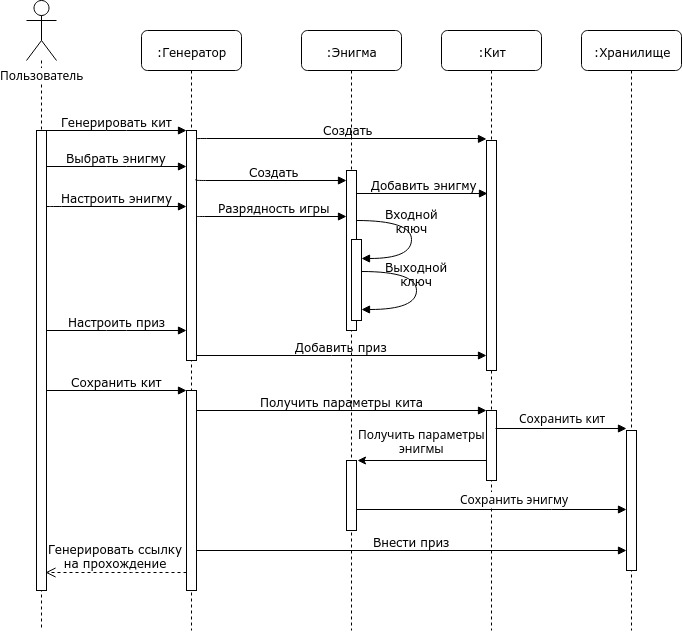 Пользователь
:Генератор
:Энигма
:Кит
:Хранилище
Генерировать кит
Создать
Выбрать энигму
Создать
Добавить энигму
Настроить энигму
Разрядность игры
Входной
ключ
Выходной
ключ
Настроить приз
Добавить приз
Сохранить кит
Получить параметры кита
Сохранить кит
Получить параметры
энигмы
Сохранить энигму
Внести приз
Генерировать ссылку
на прохождение